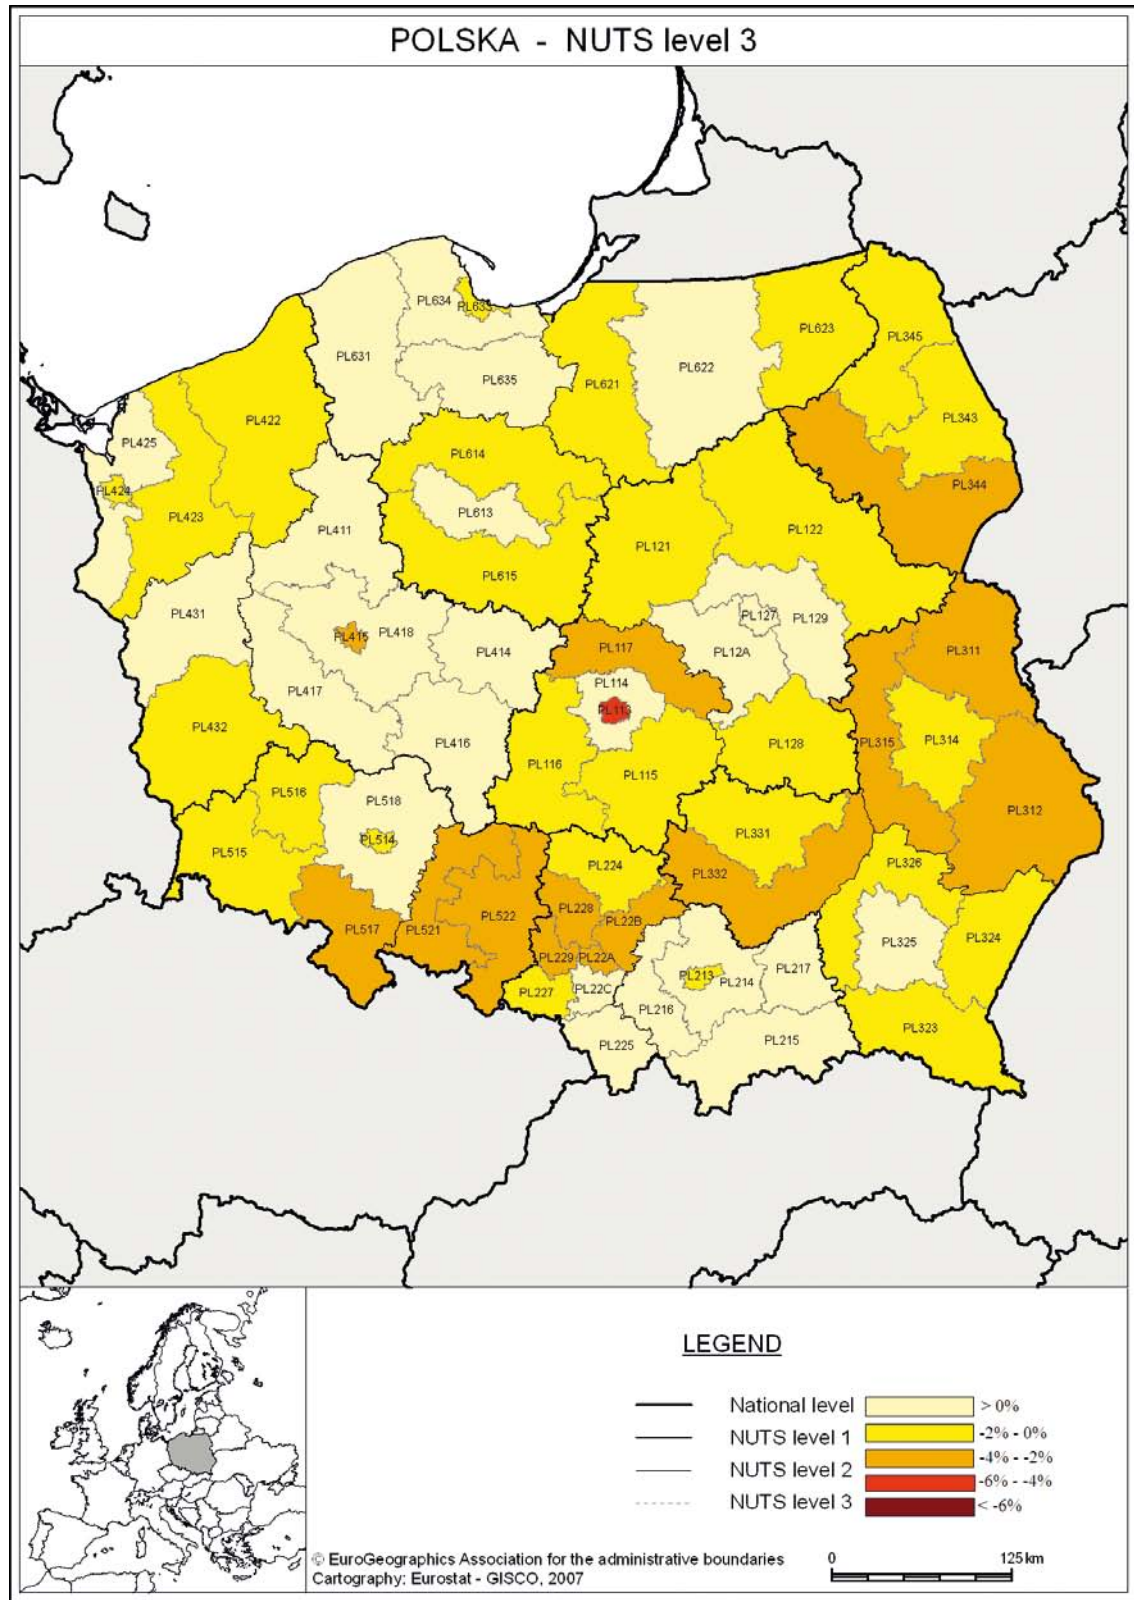 POLSKA - NUTS level 3
PL634
PL633
PL631
PL635
PL621
PL622
PL623
PL345
PL343
PL344
PL425
PL422
PL424
PL423
PL614
PL613
PL615
PL411
PL121
PL122
PL431
PL415
PL418
PL414
PL417
PL416
PL117
PL127
PL129
PL12A
PL311
PL114
PL113
PL432
PL116
PL115
PL128
PL315
PL314
PL312
PL516
PL518
PL514
PL515
PL331
PL224
PL332
PL326
PL517
PL521
PL522
PL228
PL22B
PL229
PL22A
PL325
PL324
PL227
PL22C
PL213
PL214
PL217
PL216
PL225
PL215
PL323
LEGEND
National level > 0%
NUTS level 1 -2% - 0%
NUTS level 2 -4% - -2%
NUTS level 3 -6% - -4%
< -6%
© EuroGeographics Association for the administrative boundaries
Cartography: Eurostat - GISCO, 2007
0 125 km